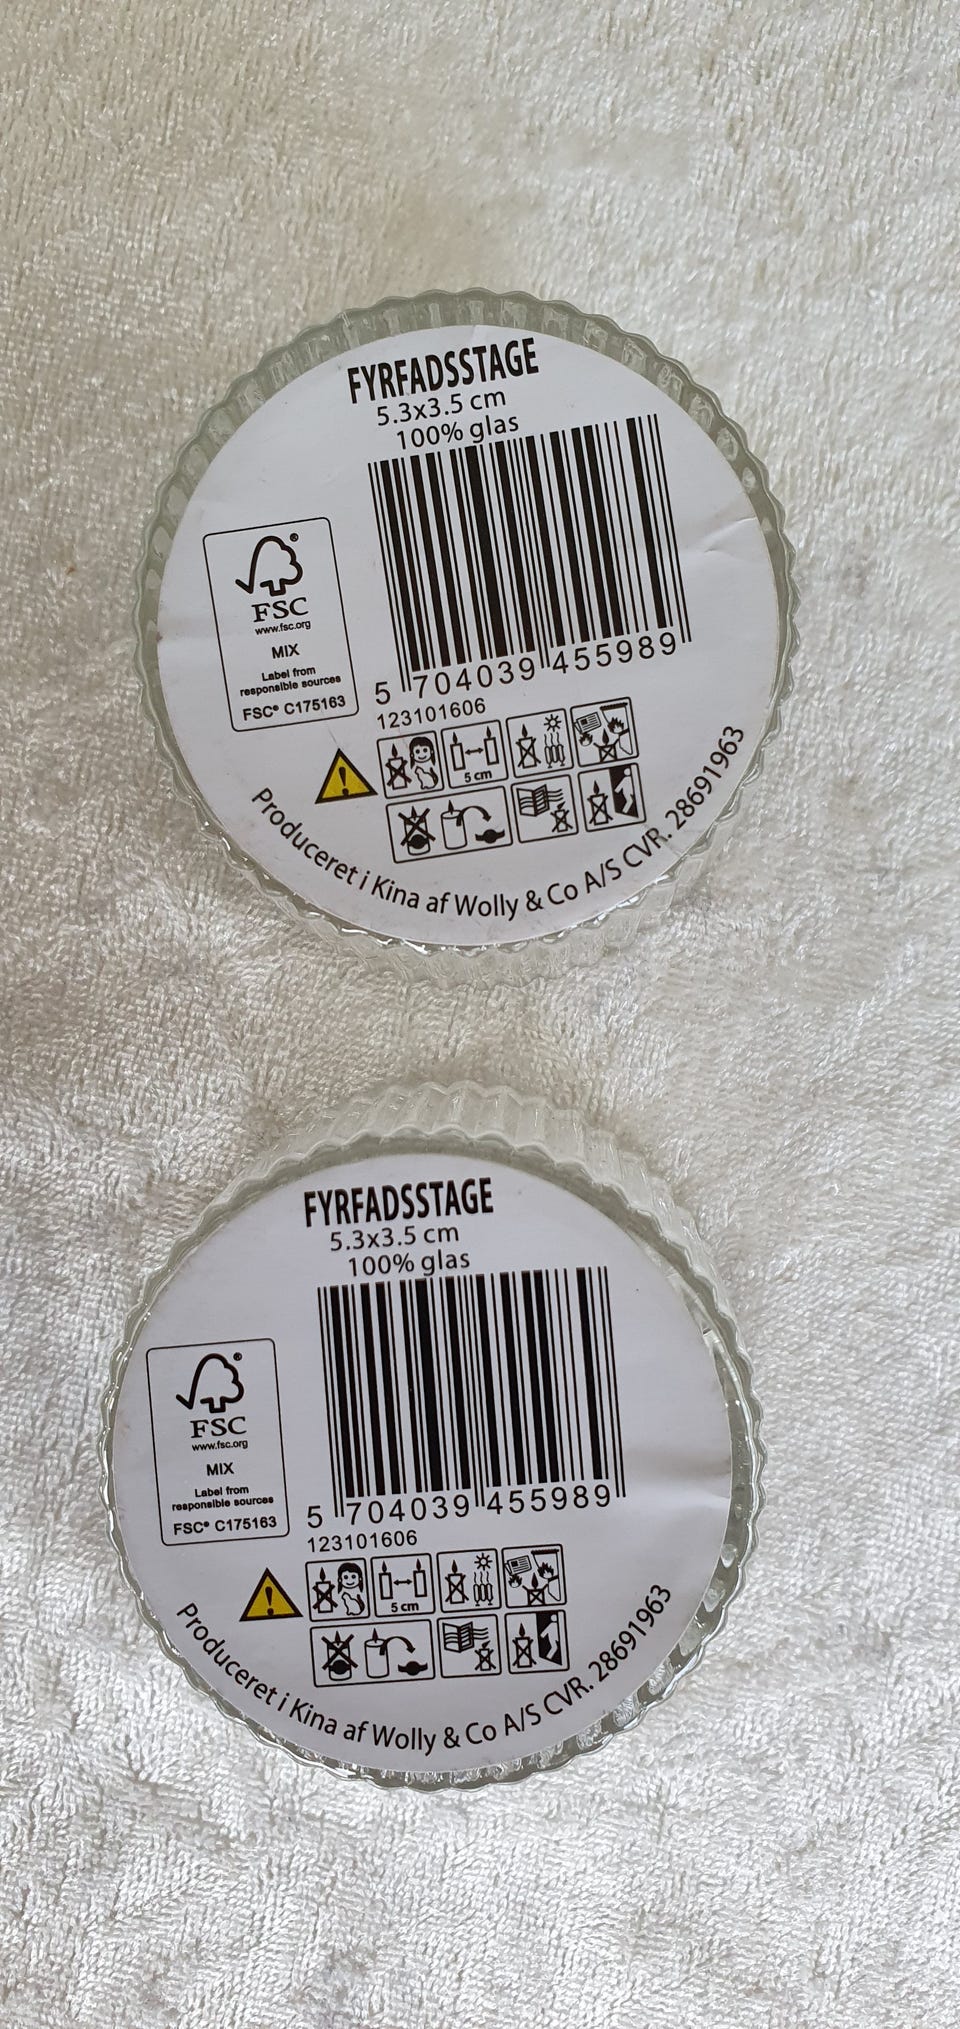 FYRFADSSTAGE
5.3x3.5 cm
100% glas
FSC®
www.fsc.org
MIX
Label from
responsible sources
FSC® C175163
5 704039 455989
123101606
5 cm
Produceret i Kina af Wolly & Co A/S CVR. 28691963
FYRFADSSTAGE
5.3x3.5 cm
100% glas
FSC®
www.fsc.org
MIX
Label from
responsible sources
FSC® C175163
5 704039 455989
123101606
5 cm
Produceret i Kina af Wolly & Co A/S CVR. 28691963